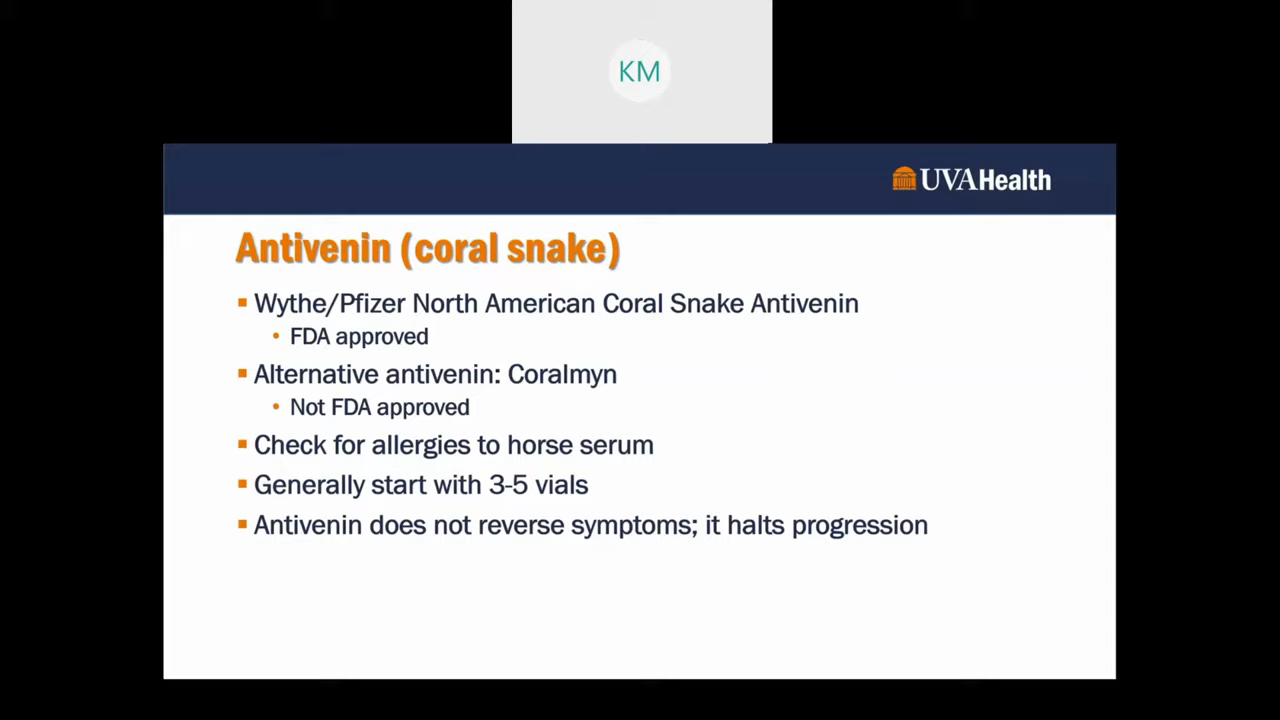 KM
UVAHealth
Antivenin (coral snake)
▪ Wythe/Pfizer North American Coral Snake Antivenin
• FDA approved
▪ Alternative antivenin: Coralmyn
• Not FDA approved
▪ Check for allergies to horse serum
▪ Generally start with 3-5 vials
▪ Antivenin does not reverse symptoms; it halts progression